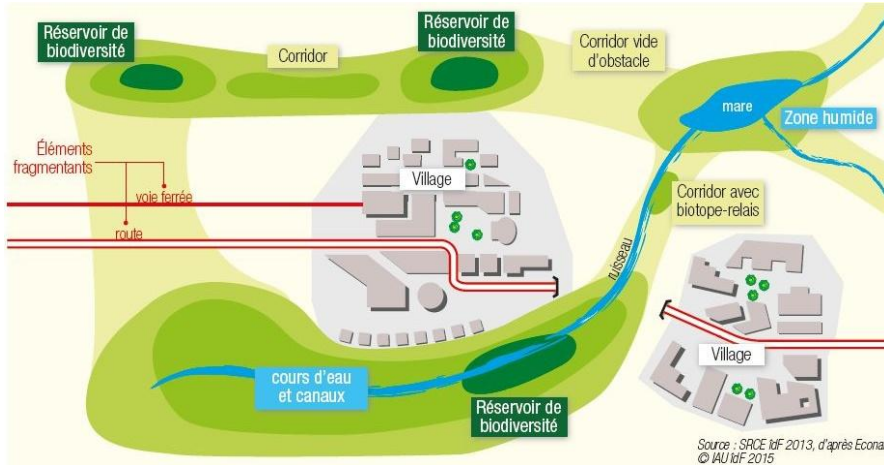 Réservoir de
biodiversité
Corridor
Réservoir de
biodiversité
Corridor vide
d'obstacle
mare
Zone humide
Éléments
fragmentants
voie ferrée
route
Village
Corridor avec
biotope-relais
ruisseau
Village
cours d'eau
et canaux
Réservoir de
biodiversité
Source : SRCE îdF 2013, d'après Econat
© IAU îdF 2015